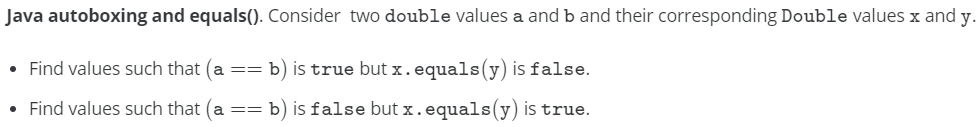 Java autoboxing and equals(). Consider two double values a and b and their corresponding Double values x and y.
• Find values such that (a == b) is true but x.equals(y) is false.
• Find values such that (a == b) is false but x.equals(y) is true.